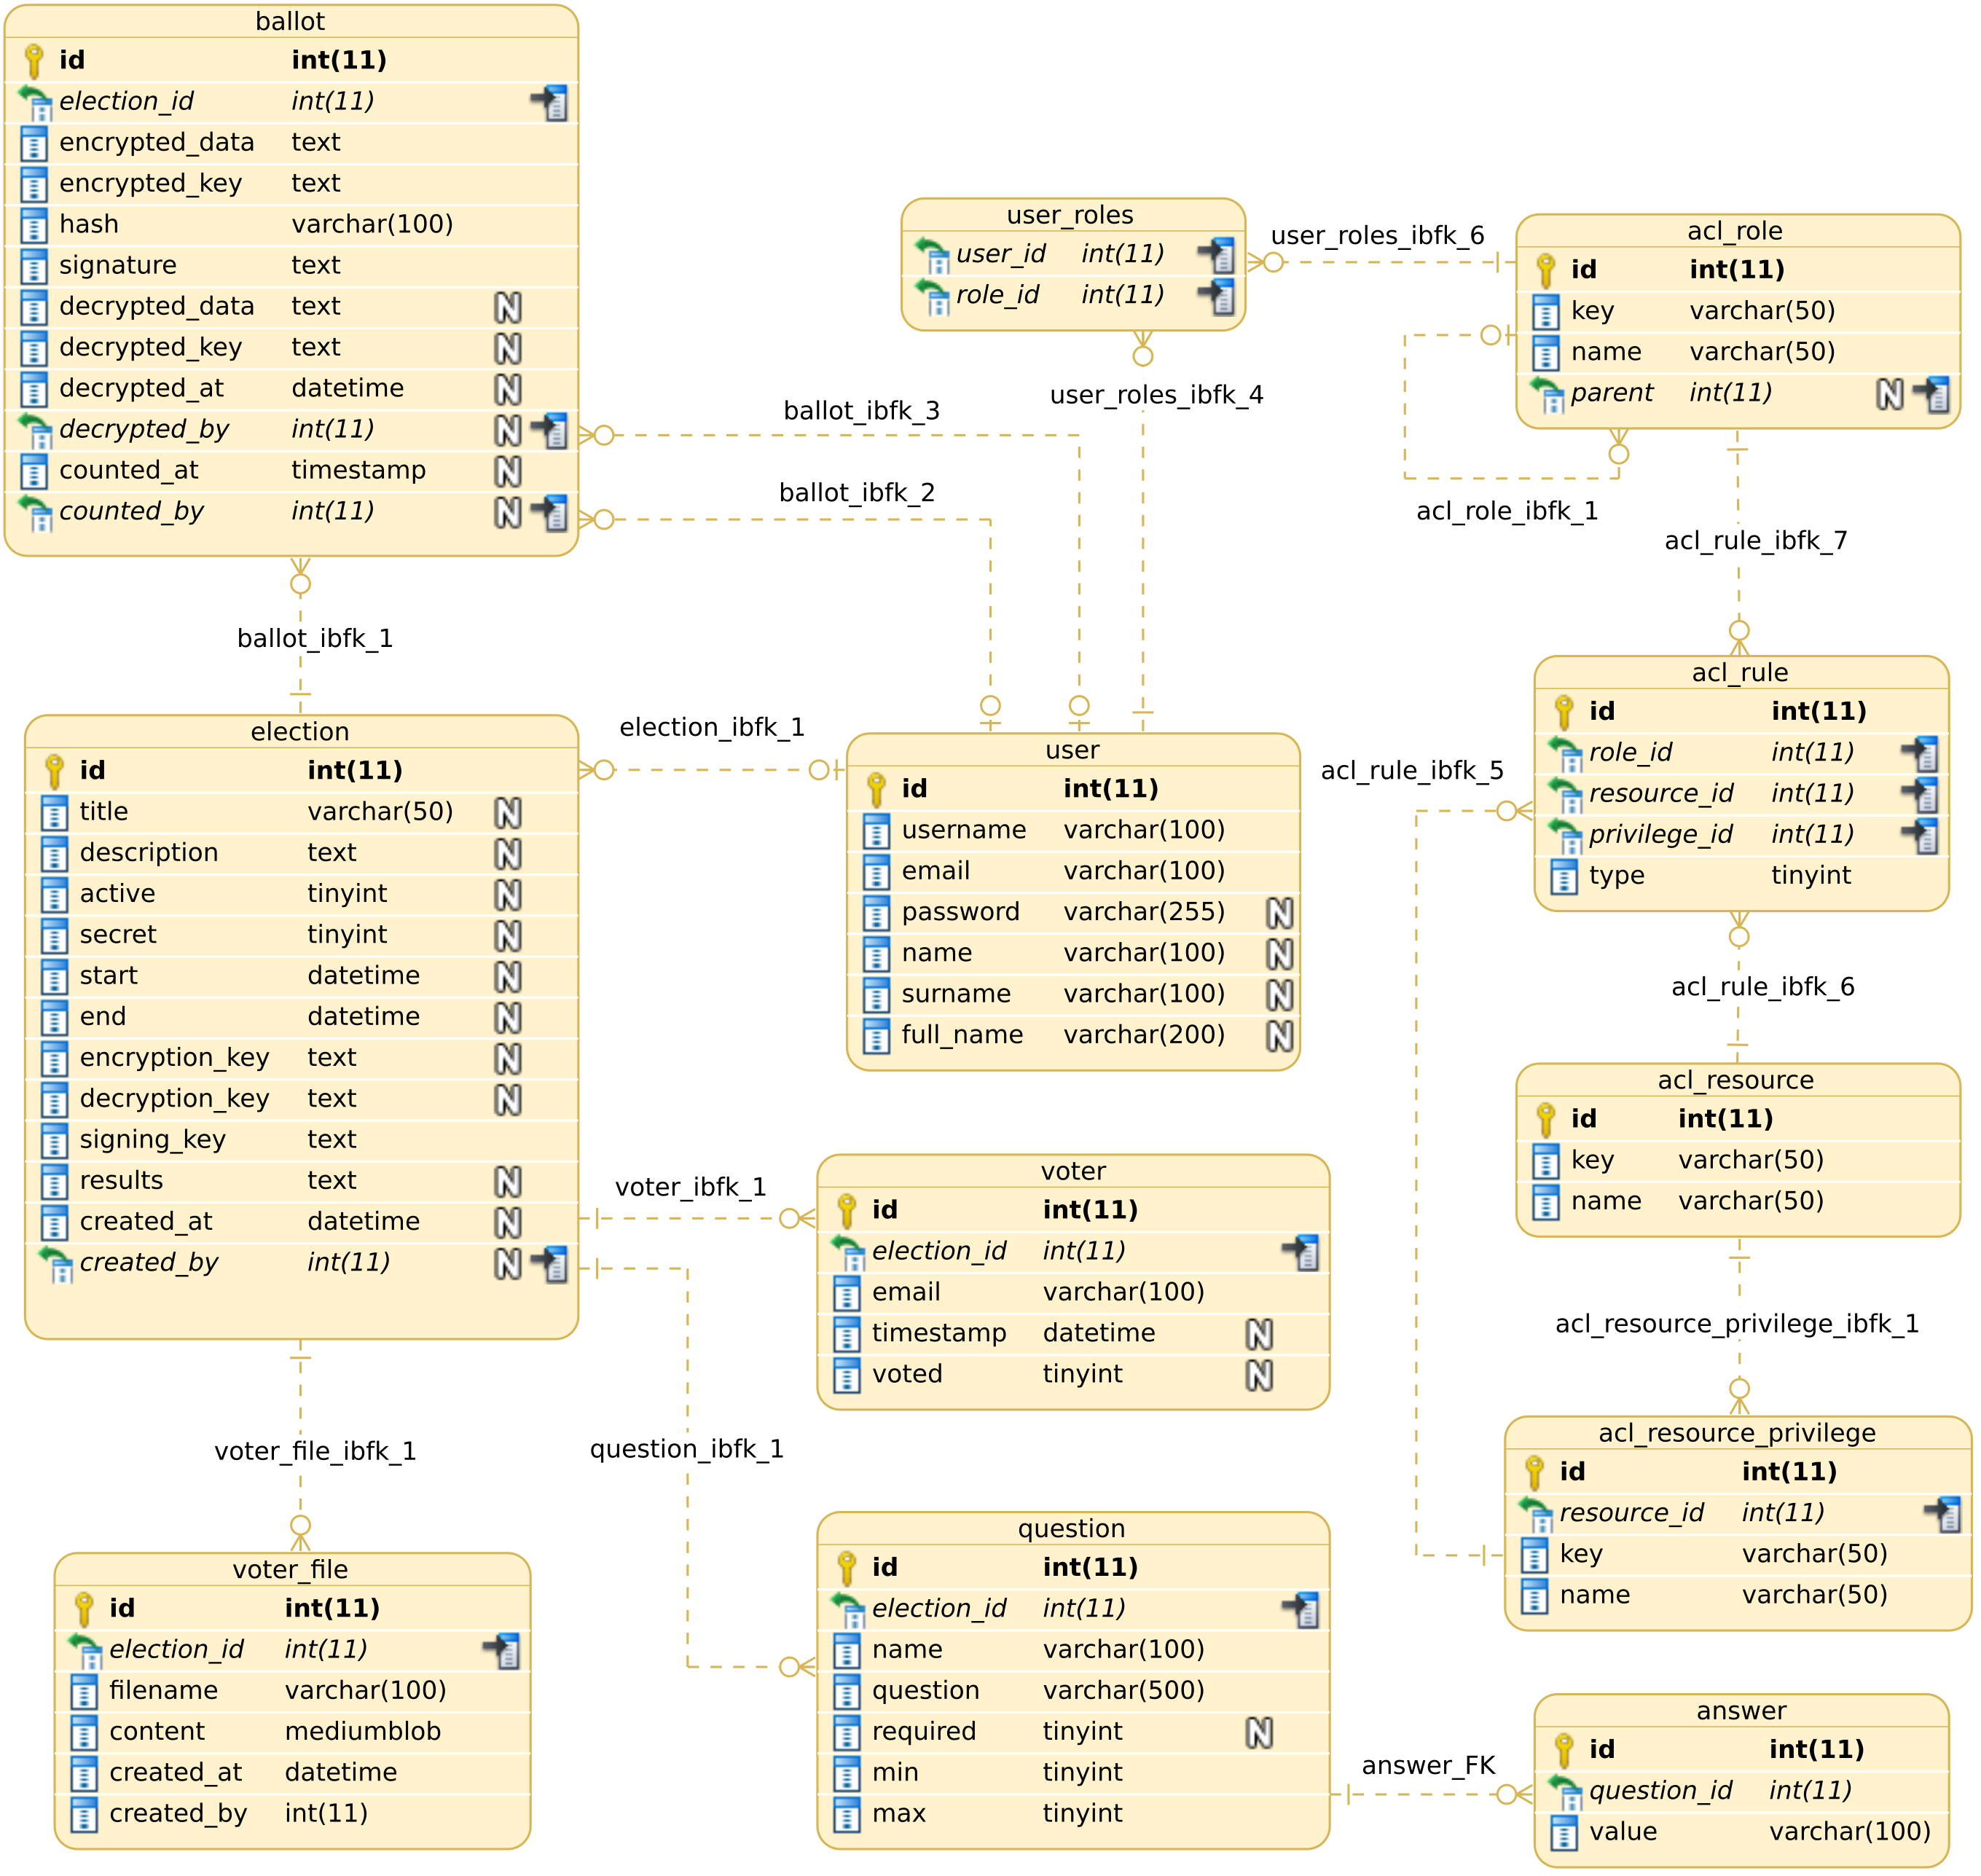 ballot
id int(11)
election_id int(11)
encrypted_data text
encrypted_key text
hash varchar(100)
signature text
decrypted_data text N
decrypted_key text N
decrypted_at datetime N
decrypted_by int(11) N
counted_at timestamp N
counted_by int(11) N
user_roles
user_id int(11)
role_id int(11)
user_roles_ibfk_6
acl_role
id int(11)
key varchar(50)
name varchar(50)
parent int(11) N
ballot_ibfk_3
ballot_ibfk_2
user_roles_ibfk_4
acl_role_ibfk_1
acl_rule_ibfk_7
ballot_ibfk_1
election
id int(11)
title varchar(50) N
description text N
active tinyint N
secret tinyint N
start datetime N
end datetime N
encryption_key text N
decryption_key text N
signing_key text
results text N
created_at datetime N
created_by int(11) N
election_ibfk_1
user
id int(11)
username varchar(100)
email varchar(100)
password varchar(255) N
name varchar(100) N
surname varchar(100) N
full_name varchar(200) N
acl_rule_ibfk_5
acl_rule
id int(11)
role_id int(11)
resource_id int(11)
privilege_id int(11)
type tinyint
acl_rule_ibfk_6
acl_resource
id int(11)
key varchar(50)
name varchar(50)
voter_ibfk_1
voter
id int(11)
election_id int(11)
email varchar(100)
timestamp datetime N
voted tinyint N
acl_resource_privilege_ibfk_1
acl_resource_privilege
id int(11)
resource_id int(11)
key varchar(50)
name varchar(50)
voter_file_ibfk_1
question_ibfk_1
voter_file
id int(11)
election_id int(11)
filename varchar(100)
content mediumblob
created_at datetime
created_by int(11)
question
id int(11)
election_id int(11)
name varchar(100)
question varchar(500)
required tinyint N
min tinyint
max tinyint
answer_FK
answer
id int(11)
question_id int(11)
value varchar(100)